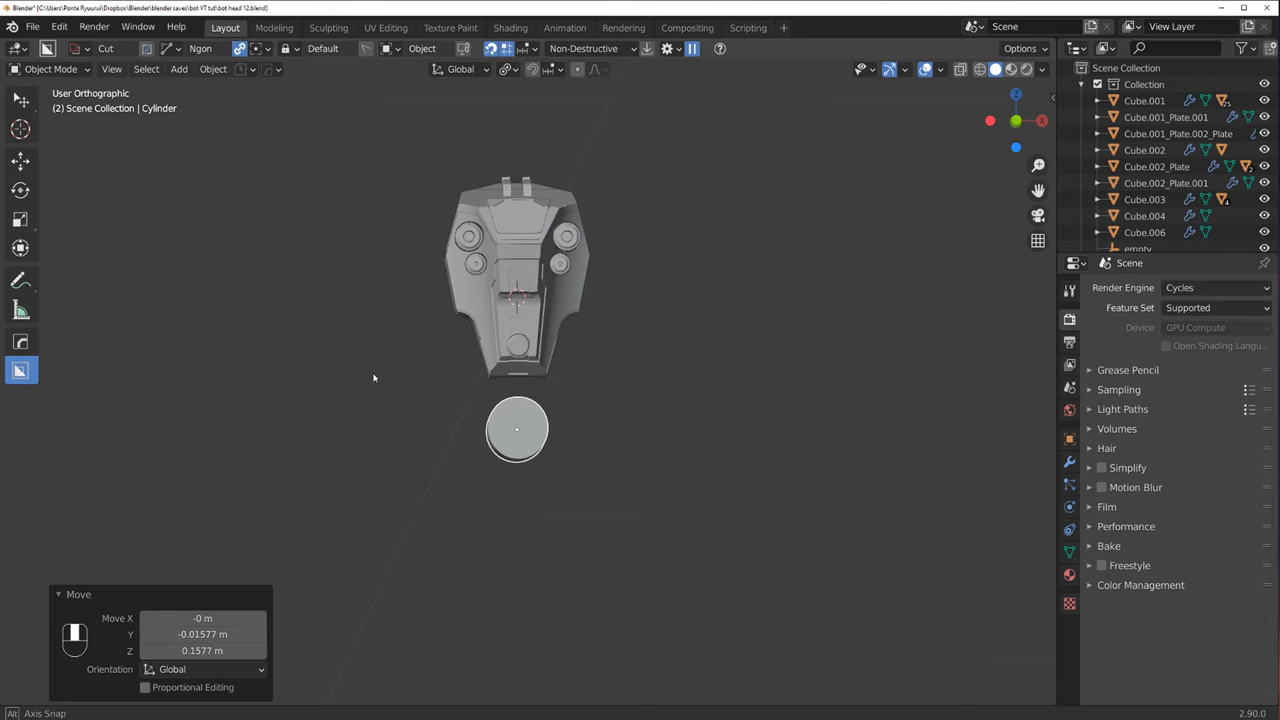 Blender* [C:\Users\Ponte Ryuurui\Dropbox\Blender\blender saves\bot YT tut\bot head 12.blend]
File Edit Render Window Help Layout Modeling Sculpting UV Editing Texture Paint Shading Animation Rendering Compositing Scripting + Scene View Layer
Cut Ngon Default Object Non-Destructive Options
Object Mode View Select Add Object Global
User Orthographic
(2) Scene Collection | Cylinder
Z
X
Scene Collection
Collection
Cube.001 25
Cube.001_Plate.001
Cube.001_Plate.002_Plate
Cube.002
Cube.002_Plate 2
Cube.002_Plate.001
Cube.003 4
Cube.004
Cube.006
empty
Scene
Render Engine Cycles
Feature Set Supported
Device GPU Compute
Open Shading Langu...
Grease Pencil
Sampling
Light Paths
Volumes
Hair
Simplify
Motion Blur
Film
Performance
Bake
Freestyle
Color Management
Move
Move X -0 m
Y -0.01577 m
Z 0.1577 m
Orientation Global
Proportional Editing
Alt Axis Snap 2.90.0